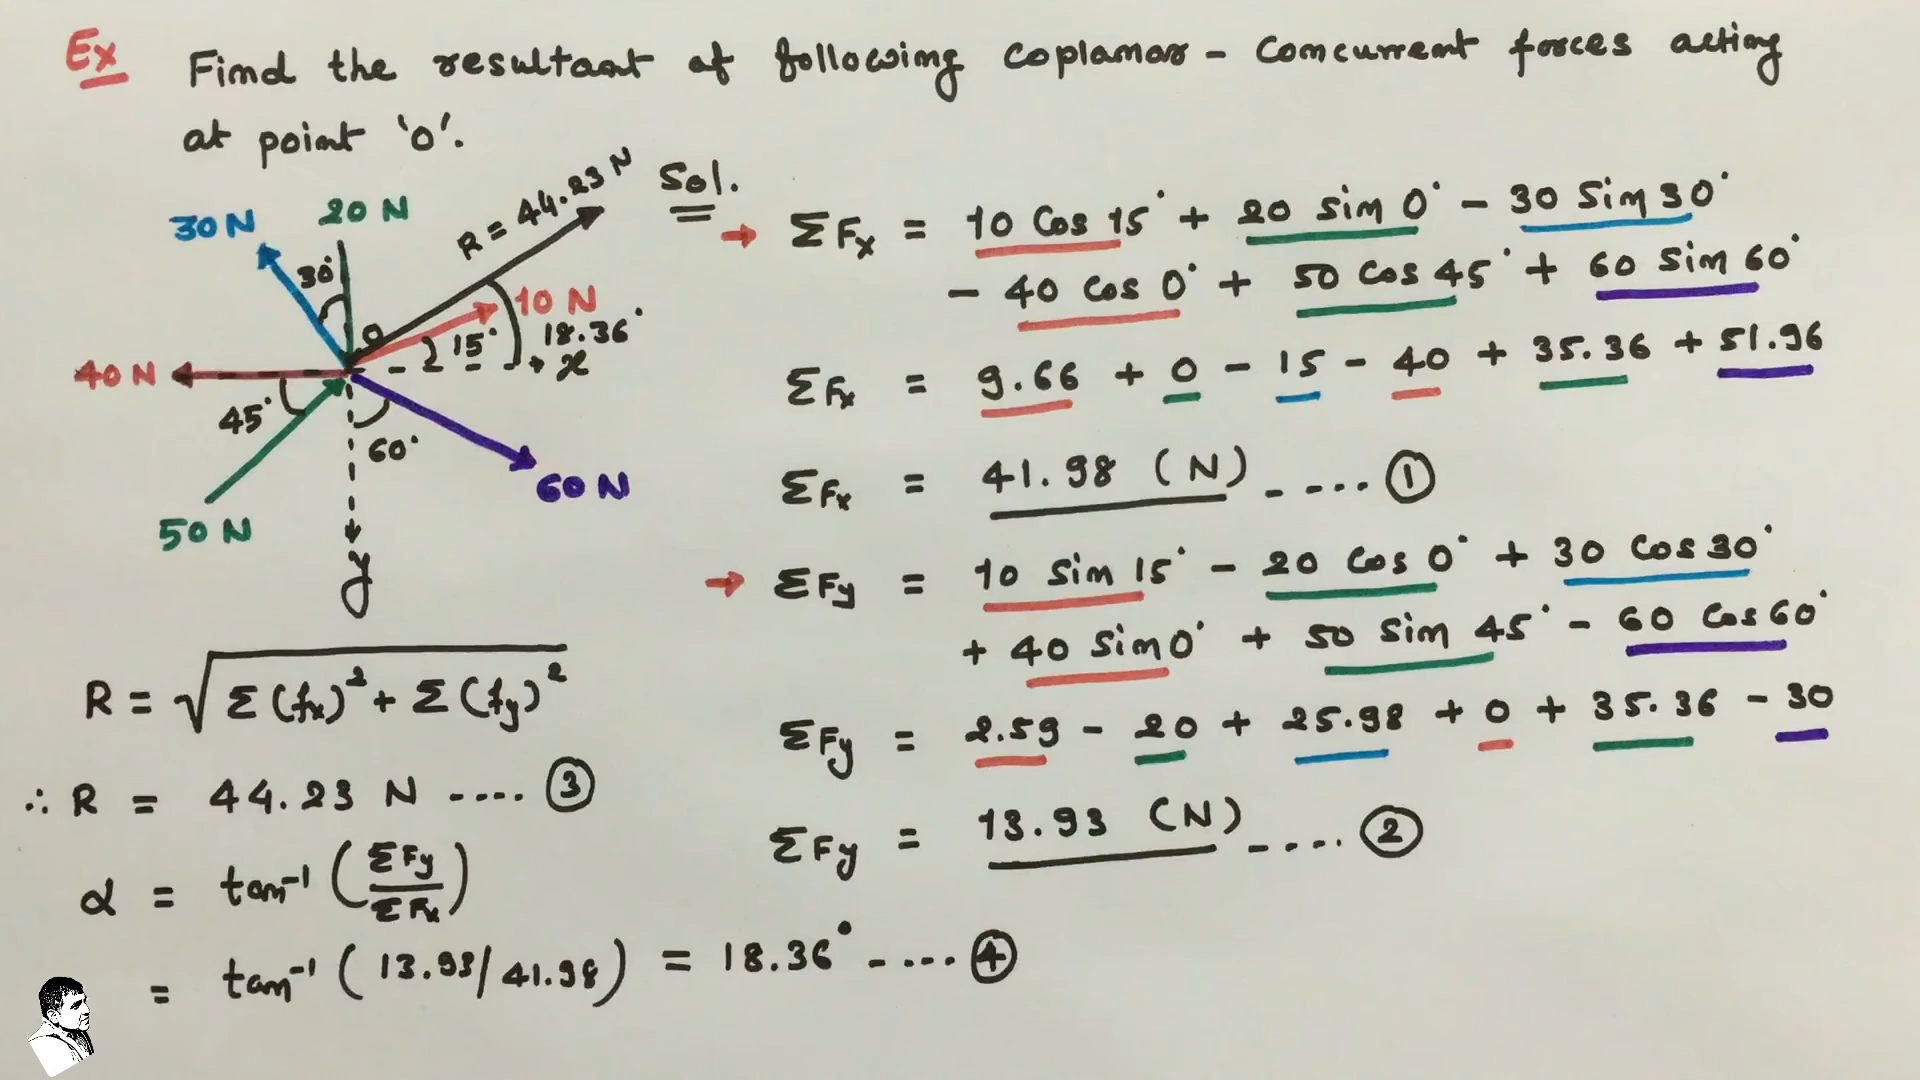 Ex Find the resultant of following coplanar - concurrent forces acting
at point 'O'.
30 N
20 N
R = 44.23 N
30°
O
10 N
15°
18.36°
x
40 N
45°
60°
50 N
60 N
y
Sol.
→ ΣFx = 10 Cos 15° + 20 sin 0° - 30 Sin 30°
- 40 cos 0° + 50 cos 45° + 60 sin 60°
ΣFx = 9.66 + 0 - 15 - 40 + 35.36 + 51.96
ΣFx = 41.98 (N) ----- ①
→ ΣFy = 10 sin 15° - 20 cos 0° + 30 cos 30°
+ 40 sin 0° + 50 sin 45° - 60 cos 60°
ΣFy = 2.59 - 20 + 25.98 + 0 + 35.36 - 30
ΣFy = 13.93 (N) ----- ②
R = √Σ(fx)² + Σ(fy)²
∴ R = 44.23 N ---- ③
α = tan⁻¹ (ΣFy / ΣFx)
= tan⁻¹ (13.93/41.98) = 18.36° ---- ④